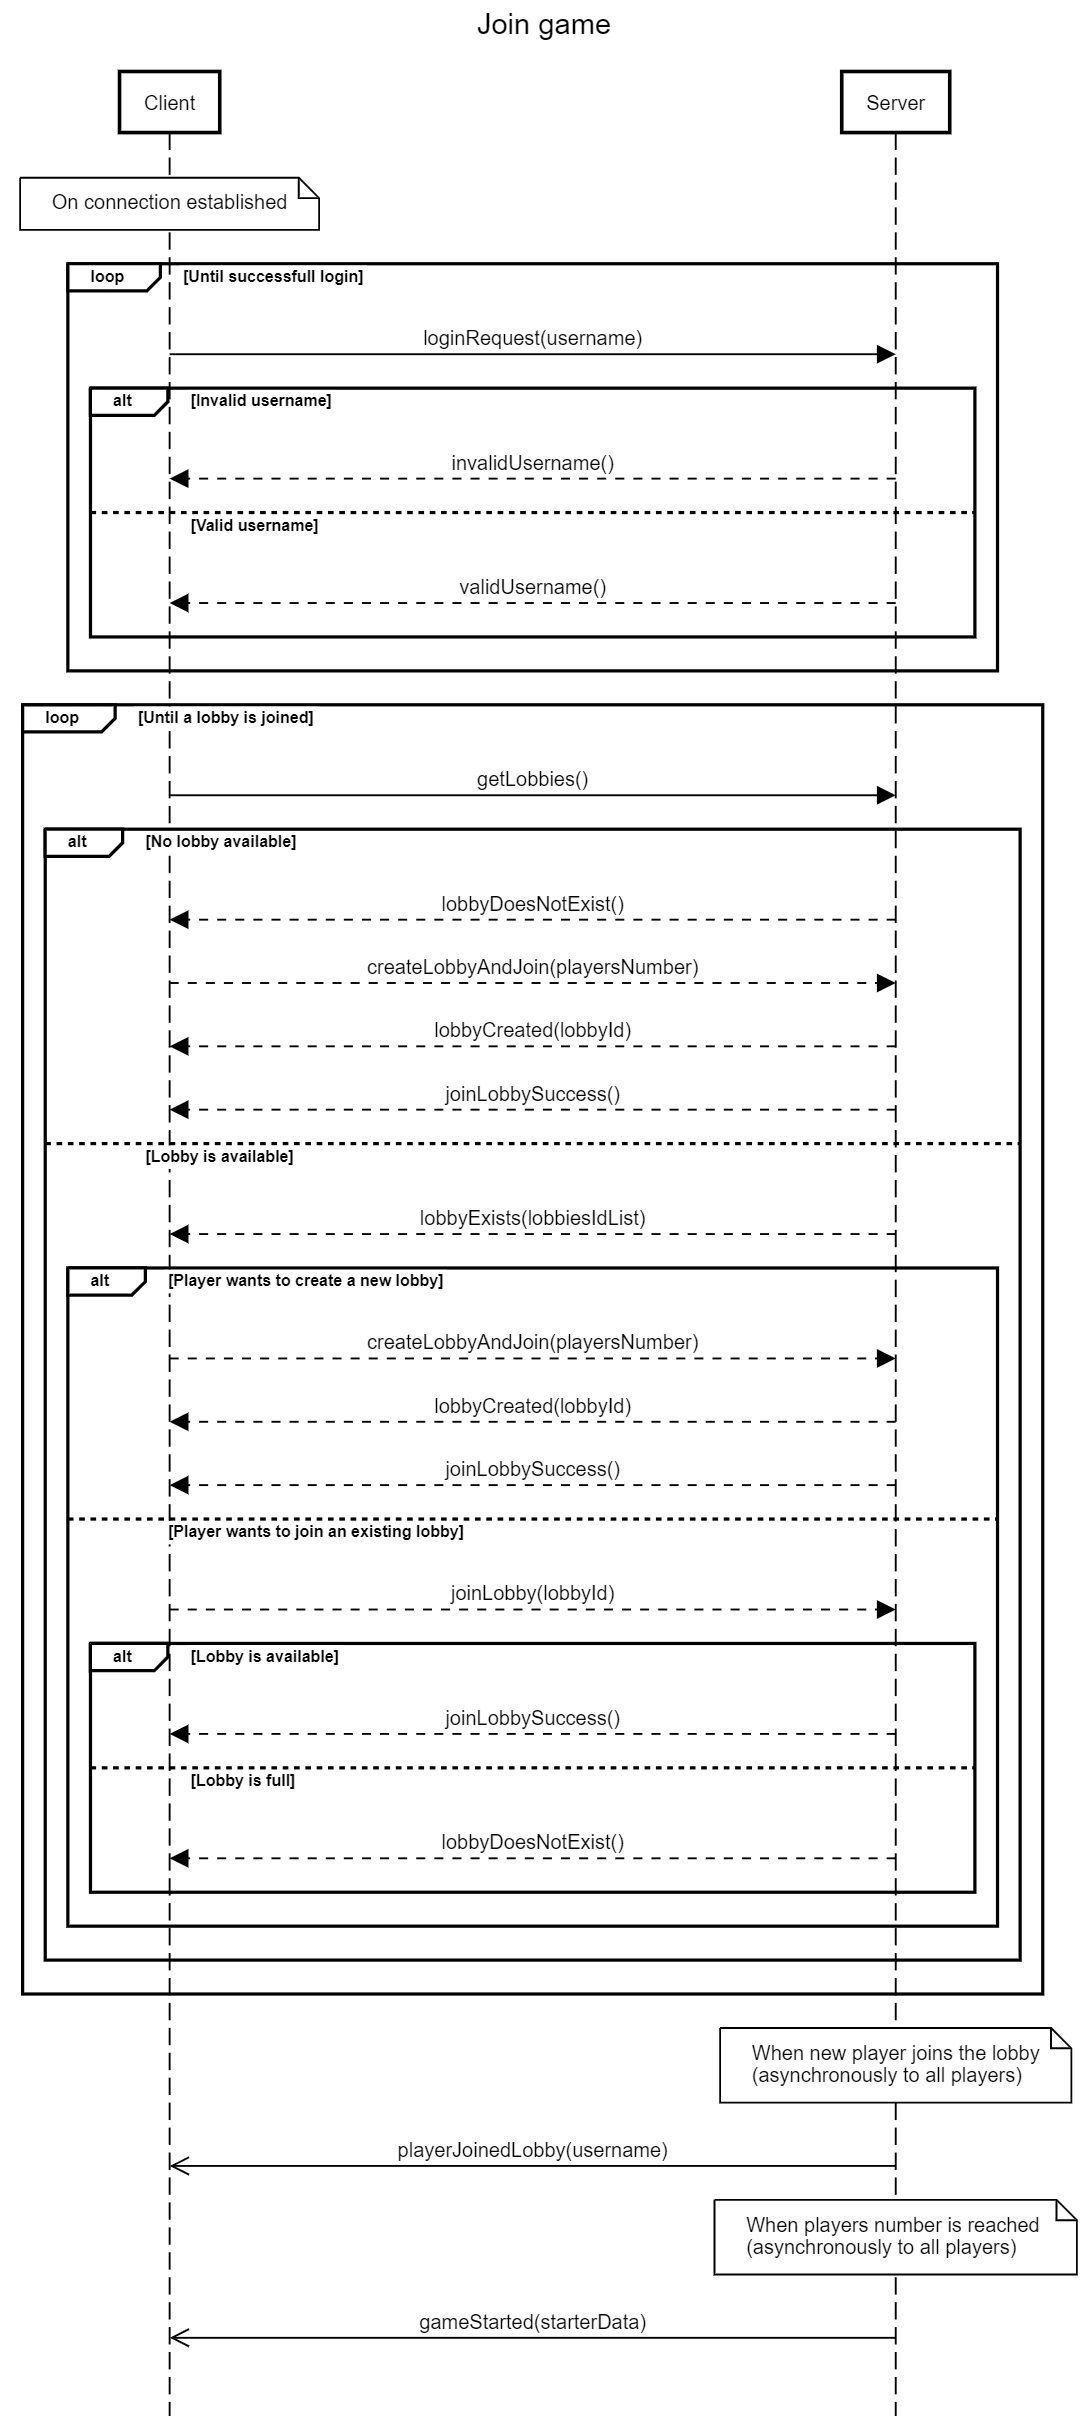 Join game
Client
Server
On connection established
loop
[Until successfull login]
loginRequest(username)
alt
[Invalid username]
invalidUsername()
[Valid username]
validUsername()
loop
[Until a lobby is joined]
getLobbies()
alt
[No lobby available]
lobbyDoesNotExist()
createLobbyAndJoin(playersNumber)
lobbyCreated(lobbyId)
joinLobbySuccess()
[Lobby is available]
lobbyExists(lobbiesIdList)
alt
[Player wants to create a new lobby]
createLobbyAndJoin(playersNumber)
lobbyCreated(lobbyId)
joinLobbySuccess()
[Player wants to join an existing lobby]
joinLobby(lobbyId)
alt
[Lobby is available]
joinLobbySuccess()
[Lobby is full]
lobbyDoesNotExist()
When new player joins the lobby
(asynchronously to all players)
playerJoinedLobby(username)
When players number is reached
(asynchronously to all players)
gameStarted(starterData)